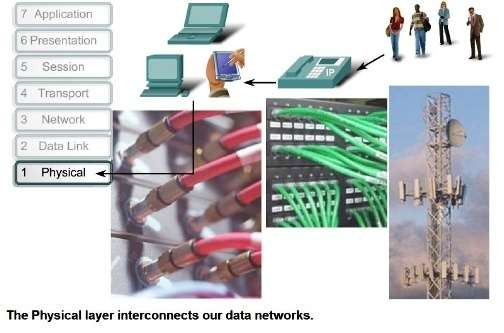 7 Application
6 Presentation
5 Session
4 Transport
3 Network
2 Data Link
1 Physical
IP
The Physical layer interconnects our data networks.